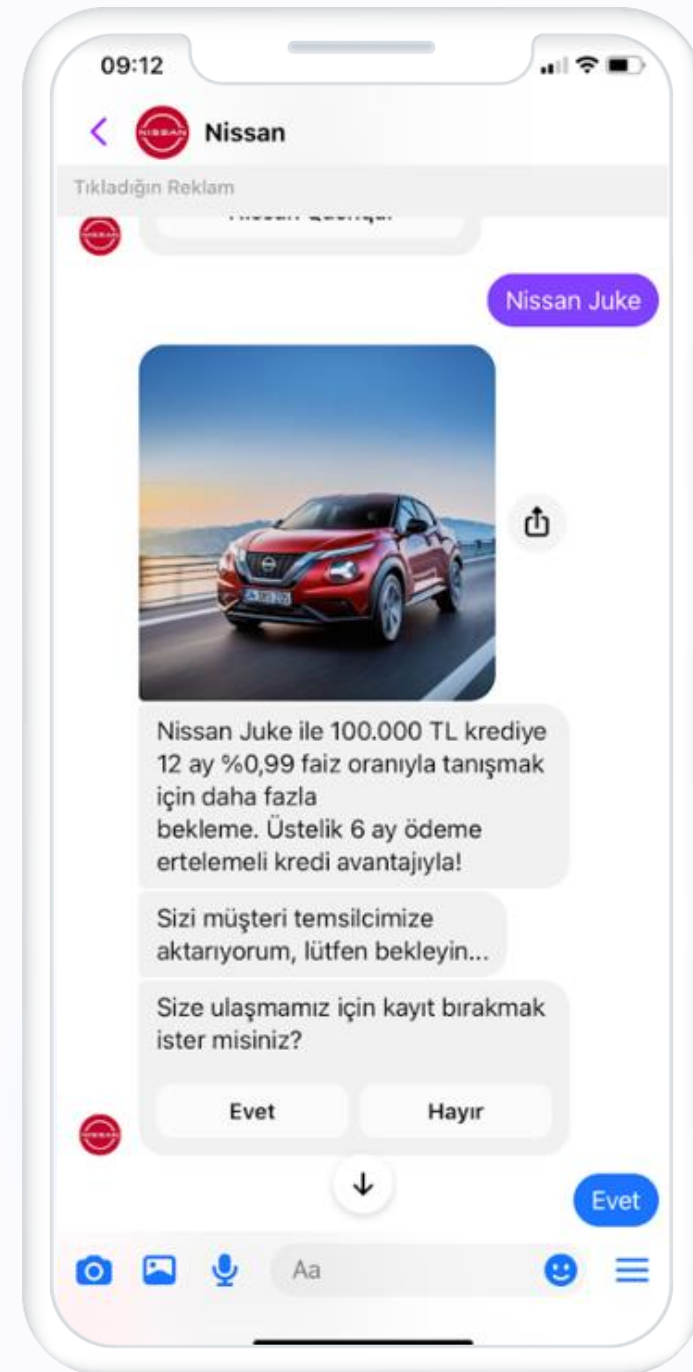 09:12
NISSAN
Nissan
Tıkladığın Reklam
Nissan Juke
Nissan Juke ile 100.000 TL krediye
12 ay %0,99 faiz oranıyla tanışmak
için daha fazla
bekleme. Üstelik 6 ay ödeme
ertelemeli kredi avantajıyla!
Sizi müşteri temsilcimize
aktarıyorum, lütfen bekleyin...
Size ulaşmamız için kayıt bırakmak
ister misiniz?
Evet
Hayır
Evet
Aa